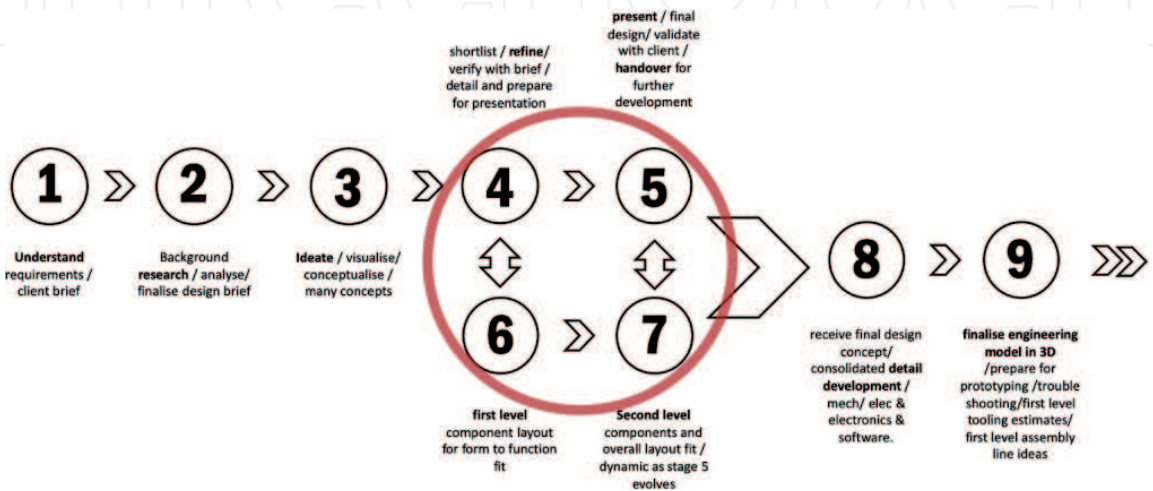 shortlist / refine/
verify with brief /
detail and prepare
for presentation
present / final
design/ validate
with client /
handover for
further
development
1
2
3
4
5
Understand
requirements /
client brief
Background
research / analyse/
finalise design brief
Ideate / visualise/
conceptualise /
many concepts
6
7
8
9
first level
component layout
for form to function
fit
Second level
components and
overall layout fit /
dynamic as stage 5
evolves
receive final design
concept/
consolidated detail
development /
mech/ elec &
electronics &
software.
finalise engineering
model in 3D
/prepare for
prototyping /trouble
shooting/first level
tooling estimates/
first level assembly
line ideas